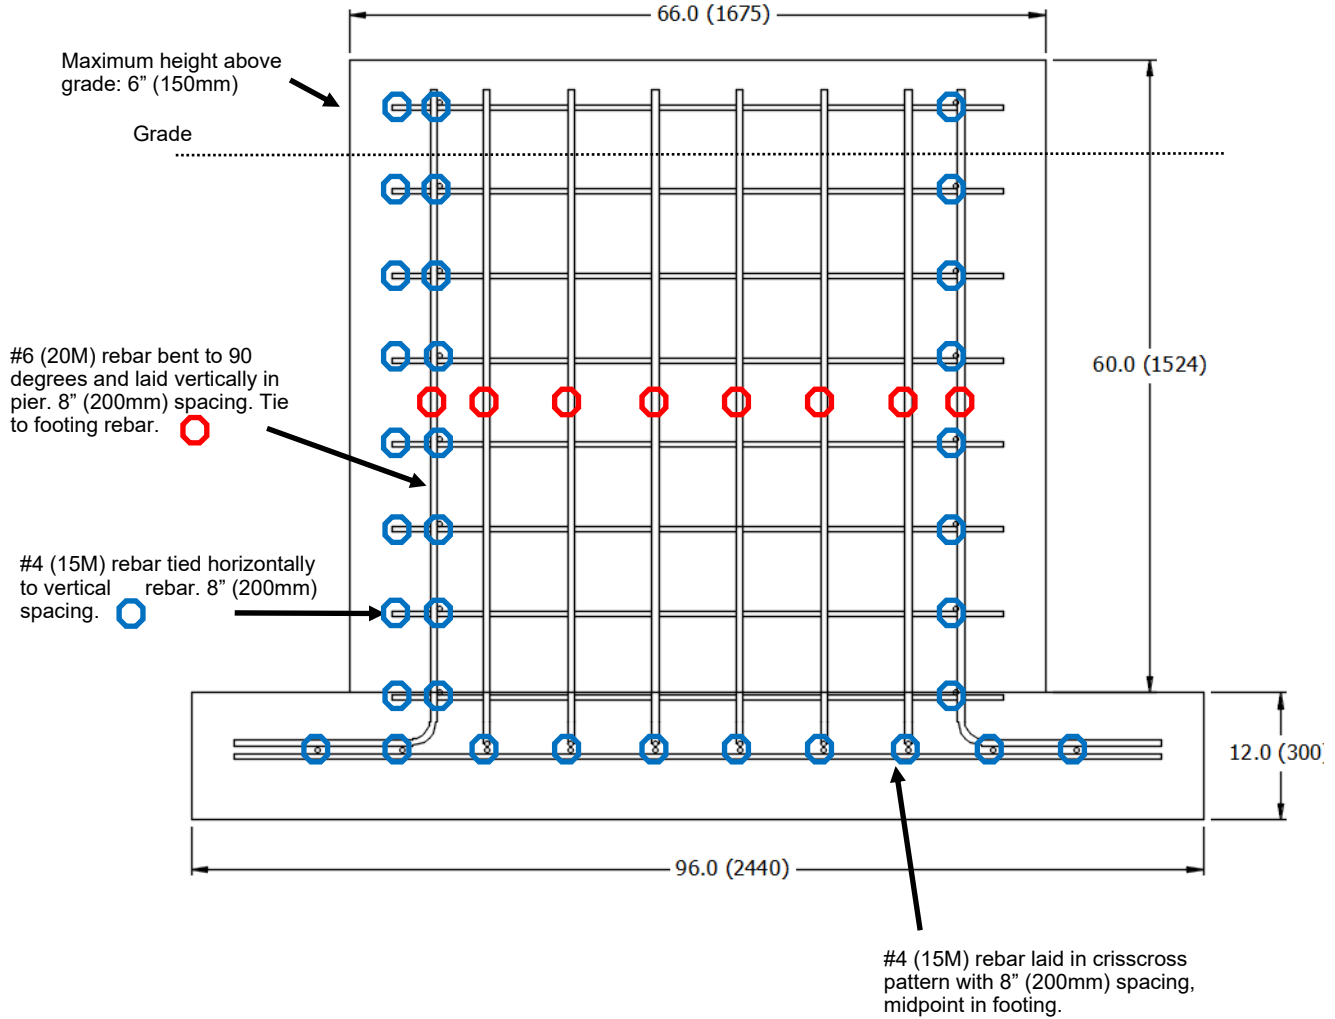 66.0 (1675)
Maximum height above
grade: 6” (150mm)
Grade
#6 (20M) rebar bent to 90
degrees and laid vertically in
pier. 8” (200mm) spacing. Tie
to footing rebar.
60.0 (1524)
#4 (15M) rebar tied horizontally
to vertical rebar. 8” (200mm)
spacing.
12.0 (300)
96.0 (2440)
#4 (15M) rebar laid in crisscross
pattern with 8” (200mm) spacing,
midpoint in footing.